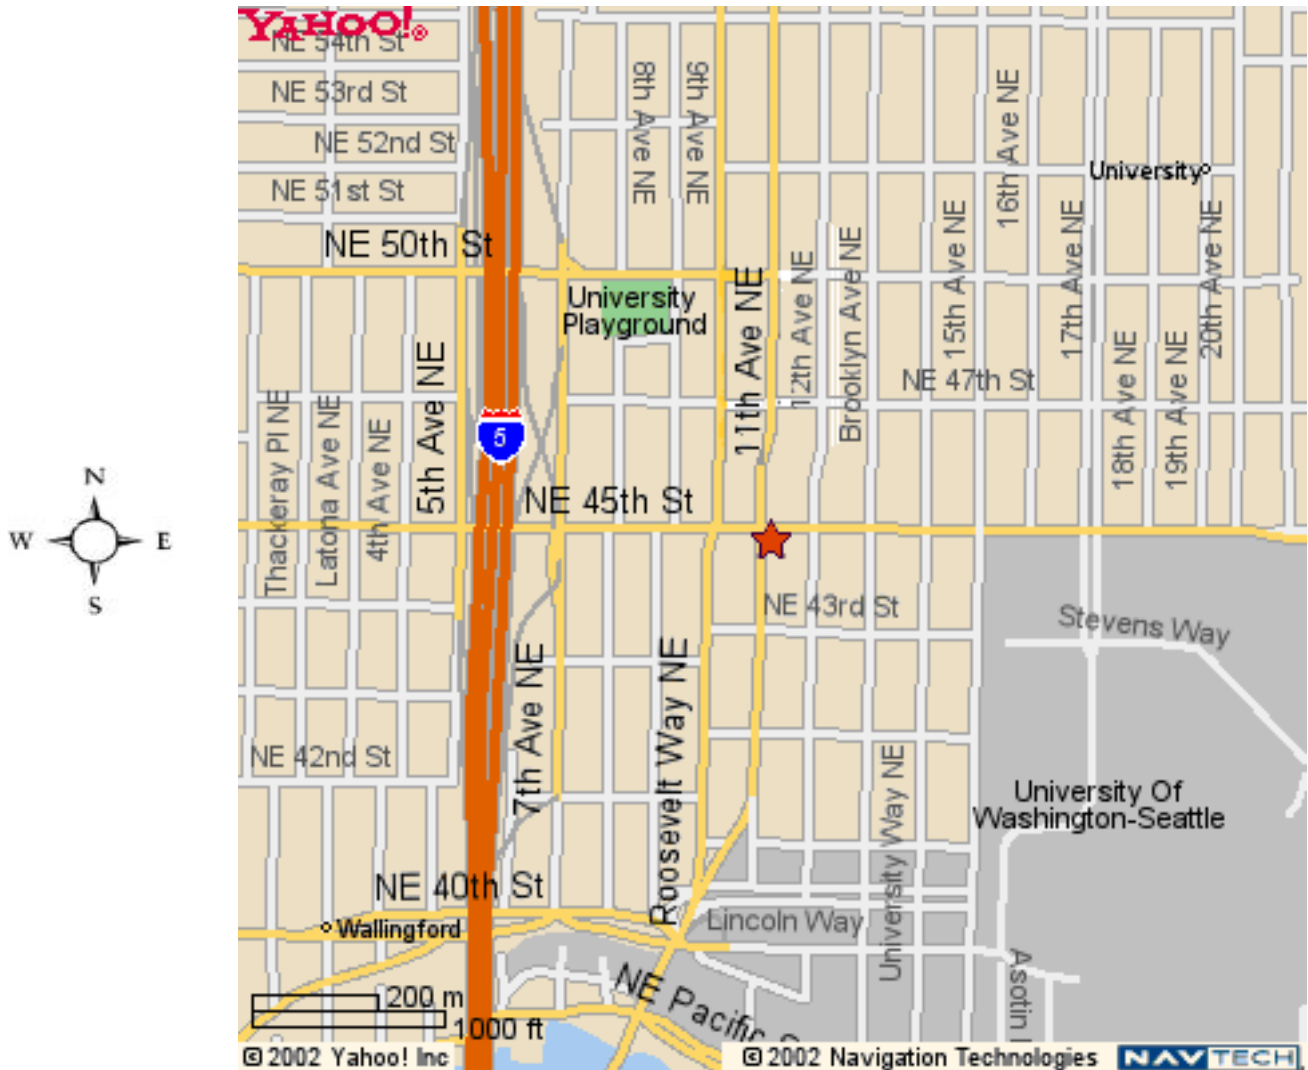 YAHOO!®
NE 54th St
NE 53rd St
NE 52nd St
NE 51st St
NE 50th St
8th Ave NE
9th Ave NE
16th Ave NE
University
University
Playground
11th Ave NE
12th Ave NE
Brooklyn Ave NE
15th Ave NE
17th Ave NE
20th Ave NE
18th Ave NE
19th Ave NE
NE 47th St
Thackeray Pl NE
Latona Ave NE
4th Ave NE
5th Ave NE
5
NE 45th St
N
W
E
S
NE 43rd St
Stevens Way
7th Ave NE
Roosevelt Way NE
NE 42nd St
University Way NE
University Of
Washington-Seattle
NE 40th St
Wallingford
Lincoln Way
NE Pacific
Asotin
200 m
1000 ft
© 2002 Yahoo! Inc
© 2002 Navigation Technologies
NAVTECH